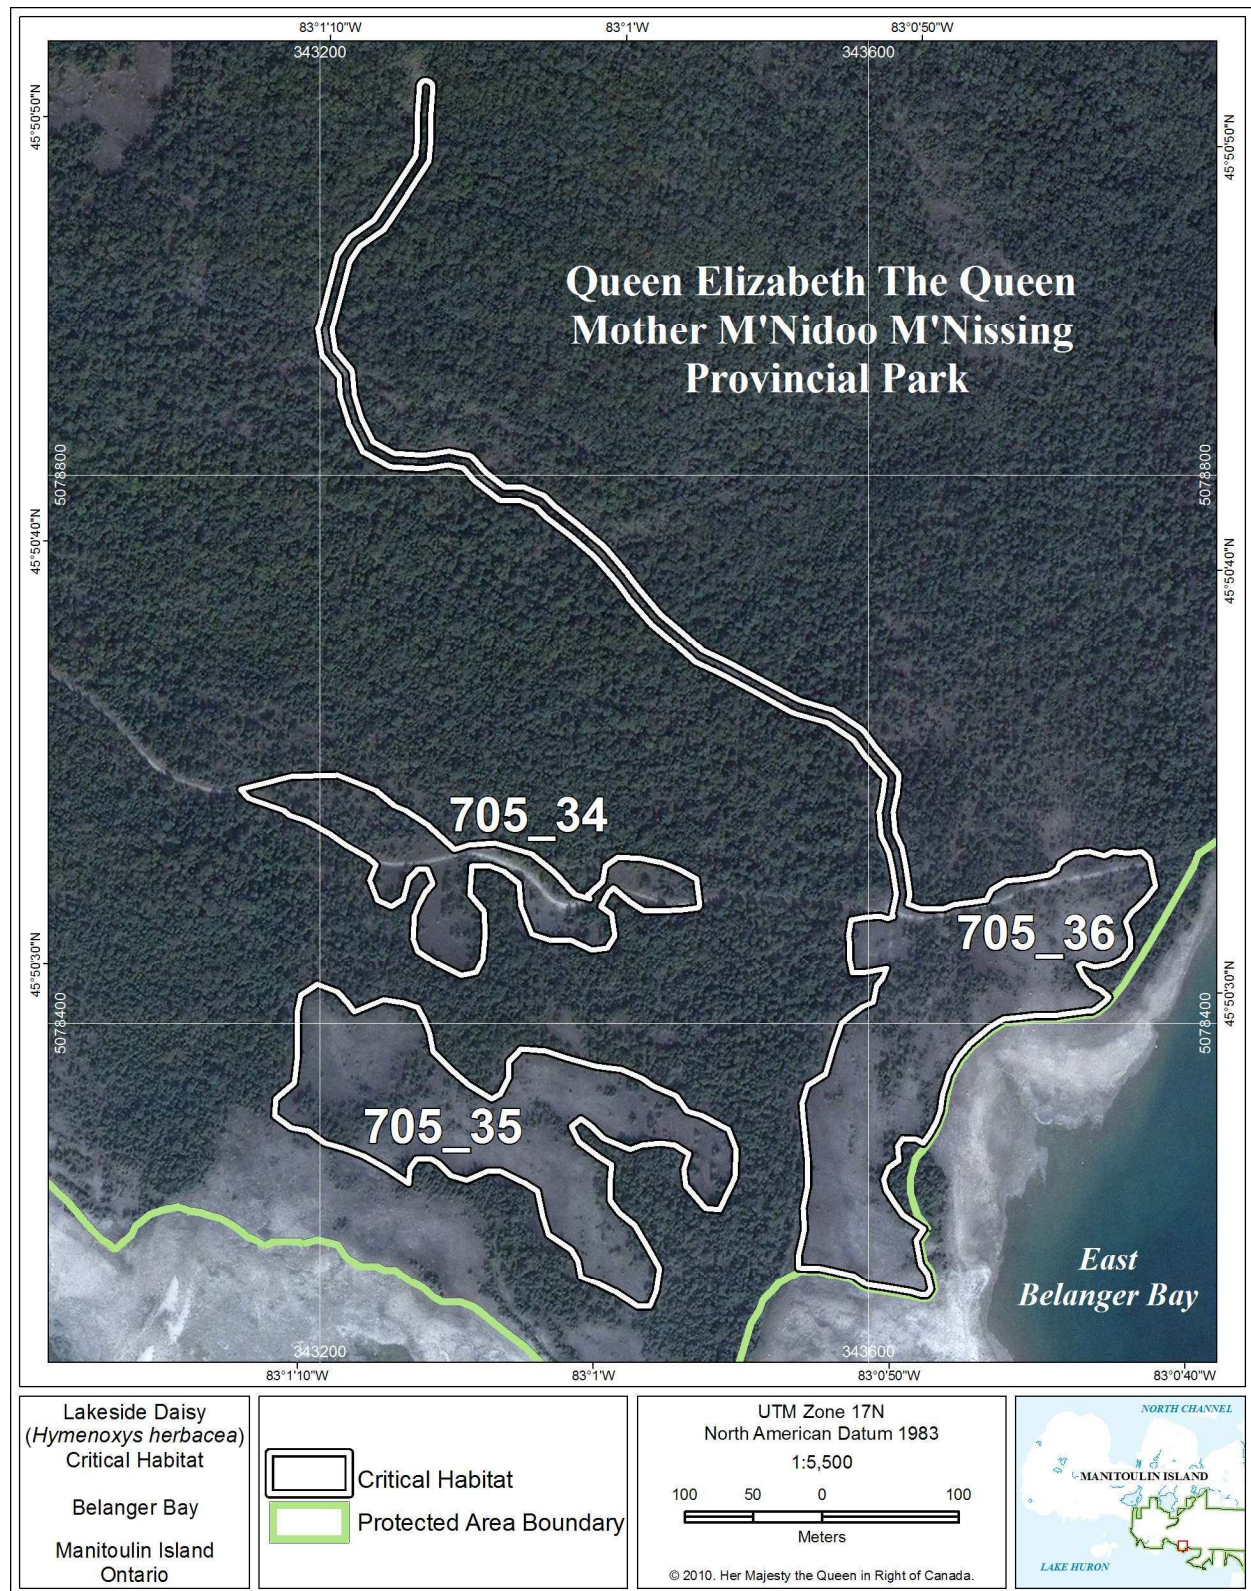 83°1'10"W
83°1'W
83°0'50"W
343200
343600
45°50'50"N
45°50'50"N
Queen Elizabeth The Queen
Mother M'Nidoo M'Nissing
Provincial Park
5078800
5078800
45°50'40"N
45°50'40"N
705_34
705_36
45°50'30"N
45°50'30"N
5078400
5078400
705_35
East
Belanger Bay
343200
343600
83°1'10"W
83°1'W
83°0'50"W
83°0'40"W
Lakeside Daisy
(Hymenoxys herbacea)
Critical Habitat
Belanger Bay
Manitoulin Island
Ontario
Critical Habitat
Protected Area Boundary
UTM Zone 17N
North American Datum 1983
1:5,500
100 50 0 100
Meters
© 2010. Her Majesty the Queen in Right of Canada.
NORTH CHANNEL
MANITOULIN ISLAND
LAKE HURON